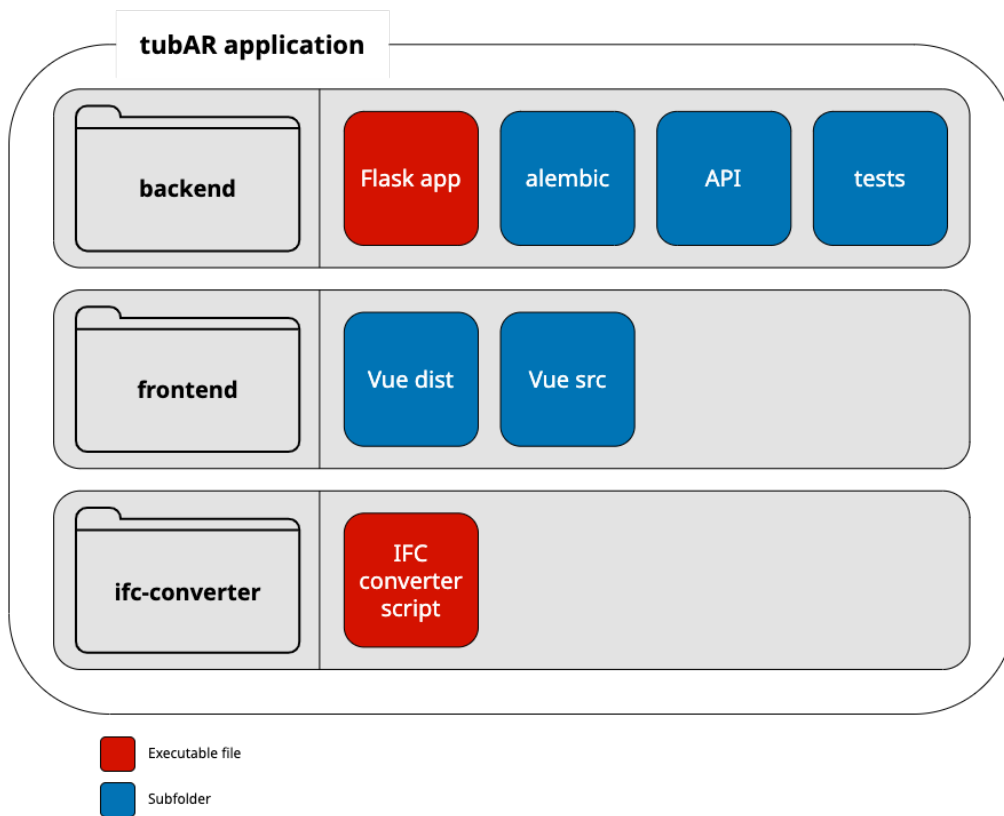 tubAR application
backend
Flask app
alembic
API
tests
frontend
Vue dist
Vue src
ifc-converter
IFC
converter
script
Executable file
Subfolder